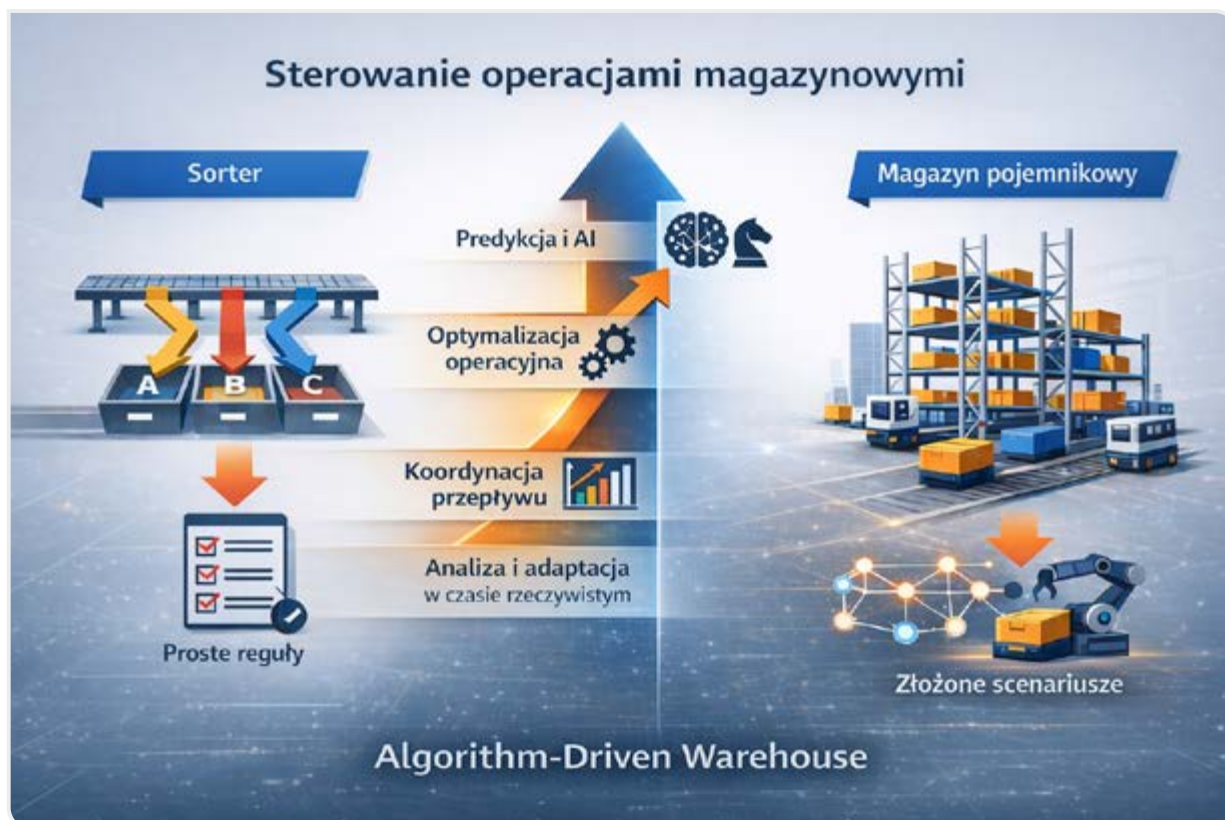 Sterowanie operacjami magazynowymi
Sorter
A B C
Proste reguły
Predykcja i AI
Optymalizacja
operacyjna
Koordynacja
przepływu
Analiza i adaptacja
w czasie rzeczywistym
Magazyn pojemnikowy
Złożone scenariusze
Algorithm-Driven Warehouse